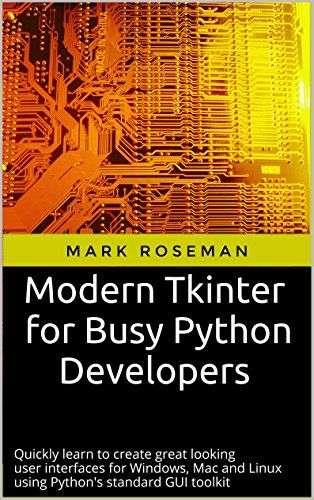 MARK ROSEMAN
Modern Tkinter
for Busy Python
Developers
Quickly learn to create great looking
user interfaces for Windows, Mac and Linux
using Python's standard GUI toolkit